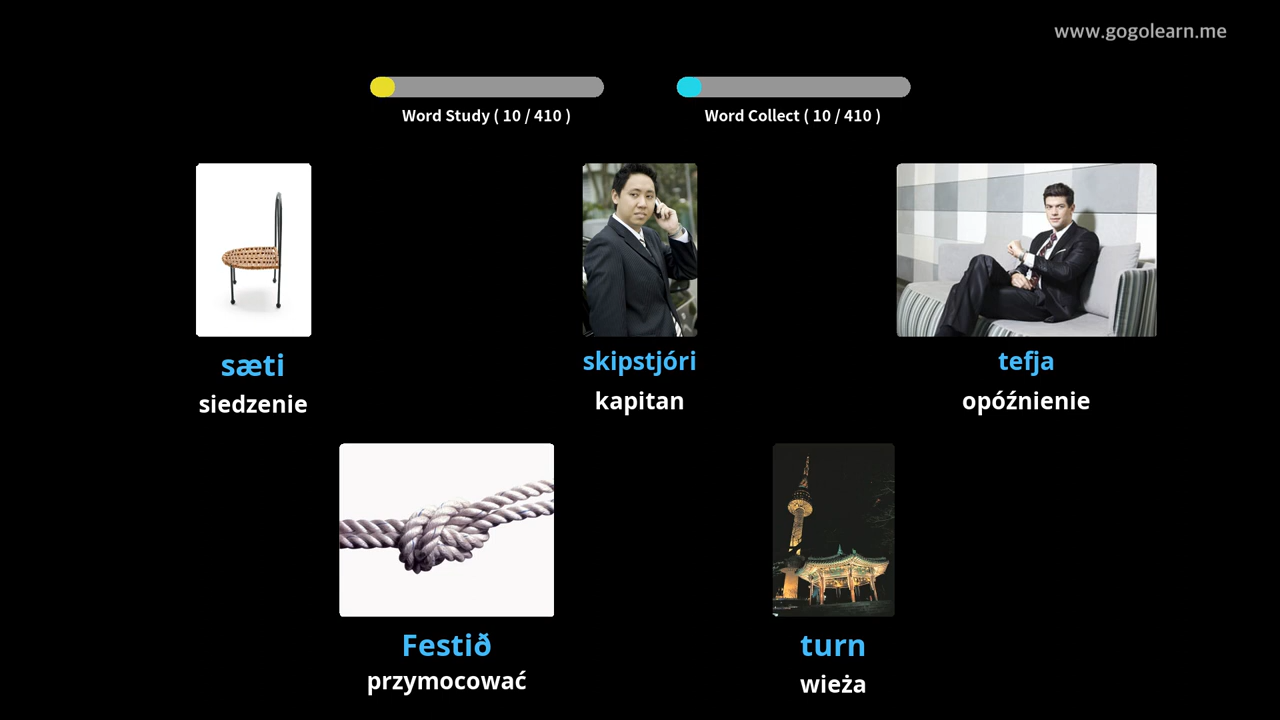 www.gogolearn.me
Word Study ( 10 / 410 )
Word Collect ( 10 / 410 )
sæti
siedzenie
skipstjóri
kapitan
tefja
opóźnienie
Festið
przymocować
turn
wieża